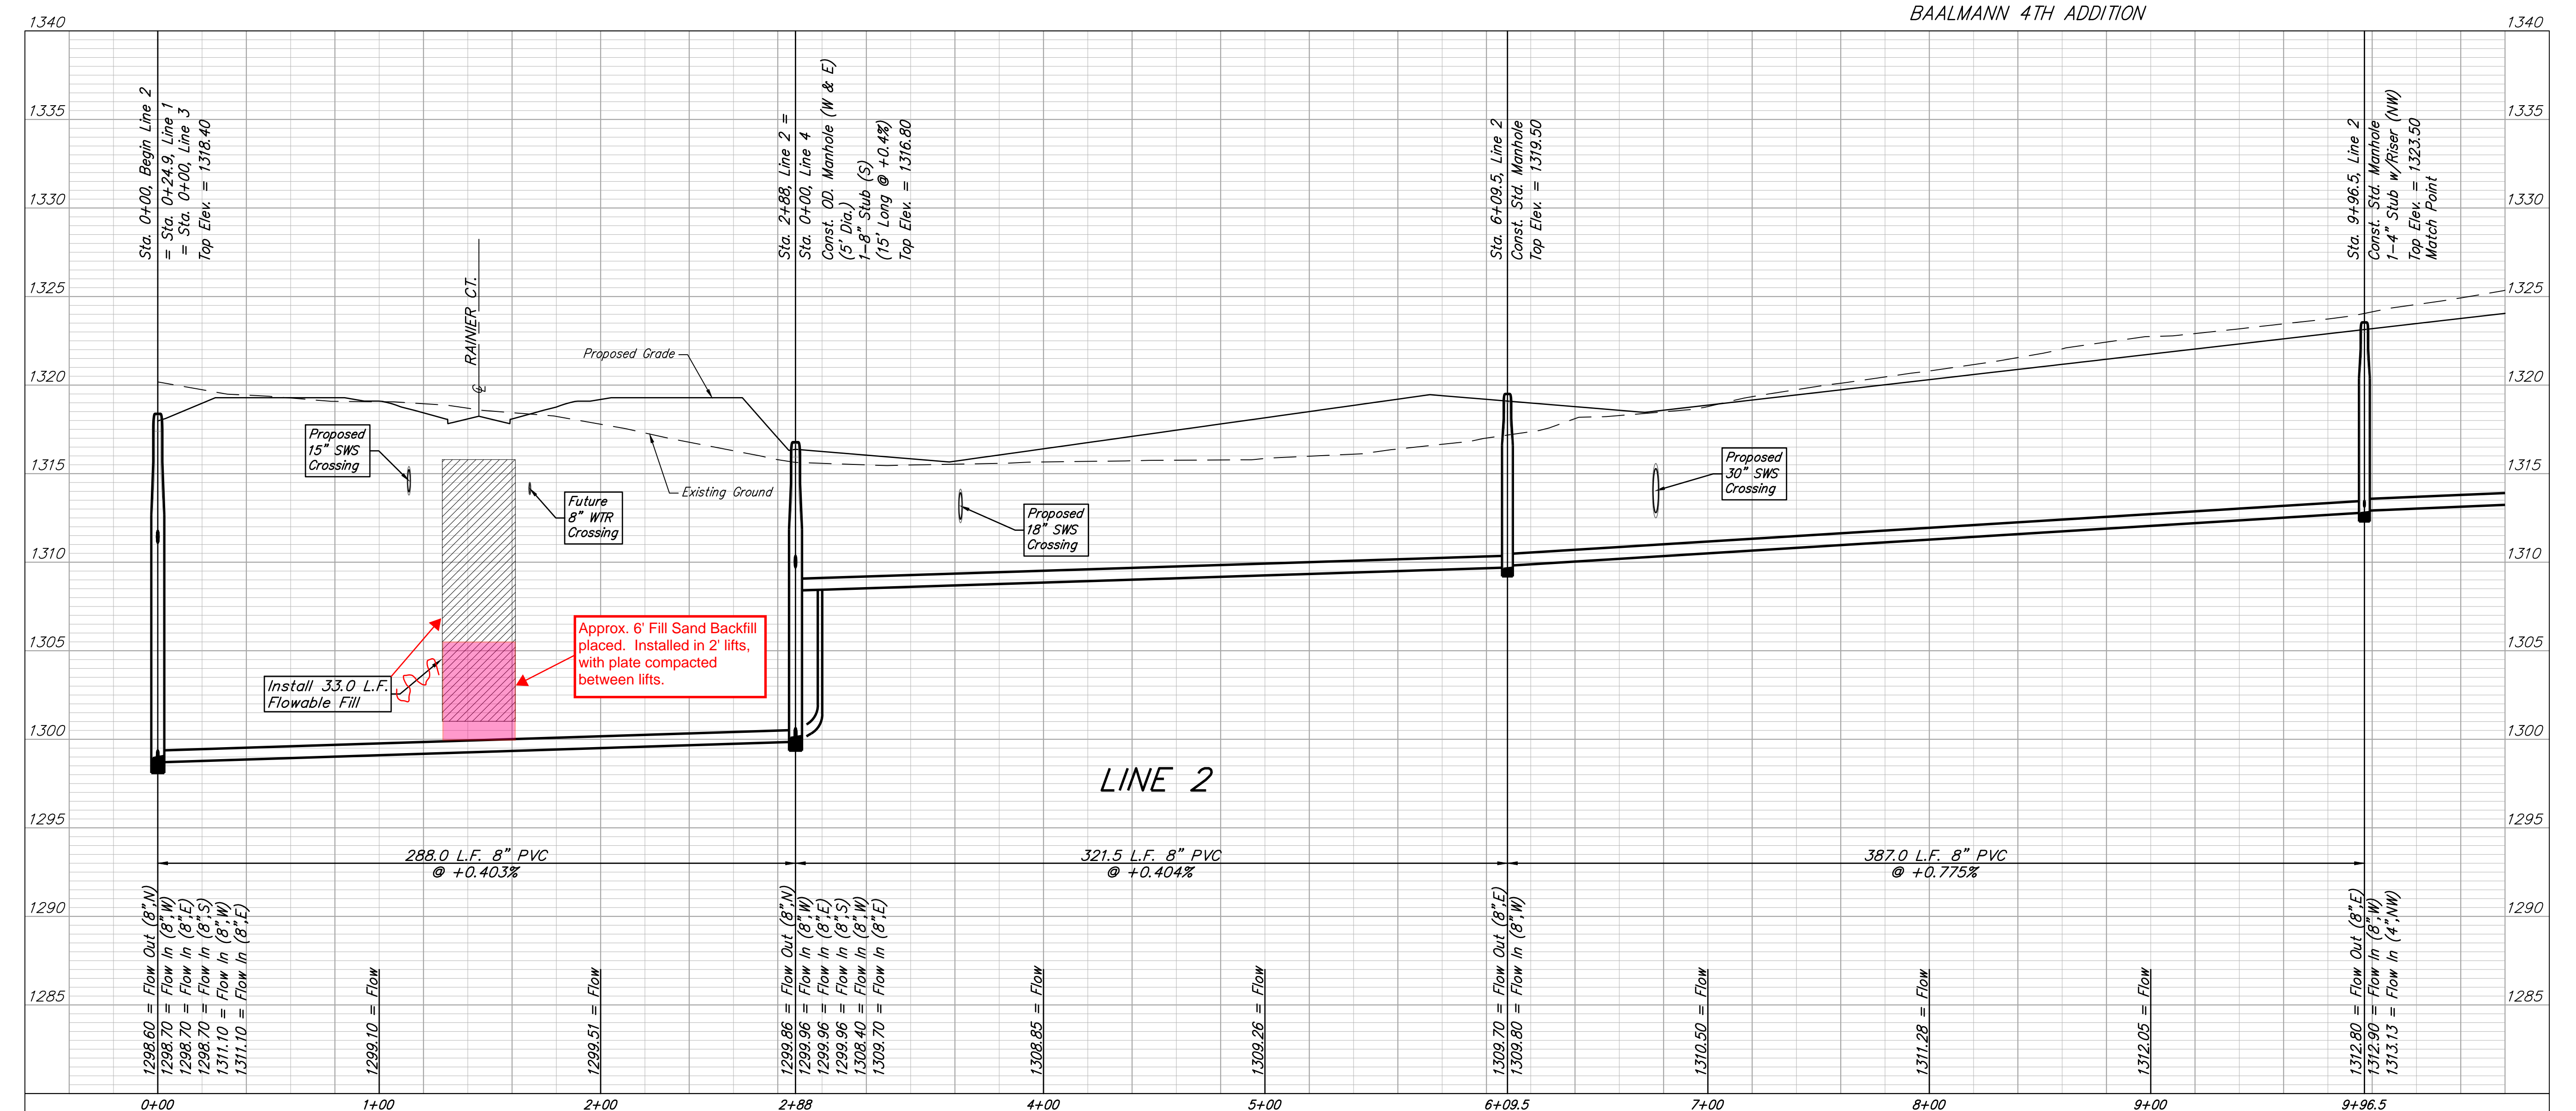 BAALMANN 4TH ADDITION
1340
1335
1330
1325
1320
1315
1310
1305
1300
1295
1290
1285
1340
1335
1330
1325
1320
1315
1310
1305
1300
1295
1290
1285
Sta. 0+00, Begin Line 2
= Sta. 0+24.9, Line 1
= Sta. 0+00, Line 3
Top Elev. = 1318.40
℄ RAINIER CT.
Sta. 2+88, Line 2 =
Sta. 0+00, Line 4
Const. OD. Manhole (W & E)
(5' Dia.)
1-8" Stub (S)
(15' Long @ +0.4%)
Top Elev. = 1316.80
Sta. 6+09.5, Line 2
Const. Std. Manhole
Top Elev. = 1319.50
Sta. 9+96.5, Line 2
Const. Std. Manhole
1-4" Stub w/Riser (NW)
Top Elev. = 1323.50
Match Point
Proposed Grade
Existing Ground
Proposed
15" SWS
Crossing
Future
8" WTR
Crossing
Proposed
18" SWS
Crossing
Proposed
30" SWS
Crossing
Install 33.0 L.F.
Flowable Fill
Approx. 6' Fill Sand Backfill
placed. Installed in 2' lifts,
with plate compacted
between lifts.
LINE 2
288.0 L.F. 8" PVC
@ +0.403%
321.5 L.F. 8" PVC
@ +0.404%
387.0 L.F. 8" PVC
@ +0.775%
1298.60 = Flow Out (8",N)
1298.70 = Flow In (8",W)
1298.70 = Flow In (8",E)
1298.70 = Flow In (8",S)
1311.10 = Flow In (8",W)
1311.10 = Flow In (8",E)
1299.10 = Flow
1299.51 = Flow
1299.86 = Flow Out (8",N)
1299.96 = Flow In (8",W)
1299.96 = Flow In (8",E)
1299.96 = Flow In (8",S)
1308.40 = Flow In (8",W)
1309.70 = Flow In (8",E)
1308.85 = Flow
1309.26 = Flow
1309.70 = Flow Out (8",E)
1309.80 = Flow In (8",W)
1310.50 = Flow
1311.28 = Flow
1312.05 = Flow
1312.80 = Flow Out (8",E)
1312.90 = Flow In (8",W)
1313.13 = Flow In (4",NW)
0+00
1+00
2+00
2+88
4+00
5+00
6+09.5
7+00
8+00
9+00
9+96.5